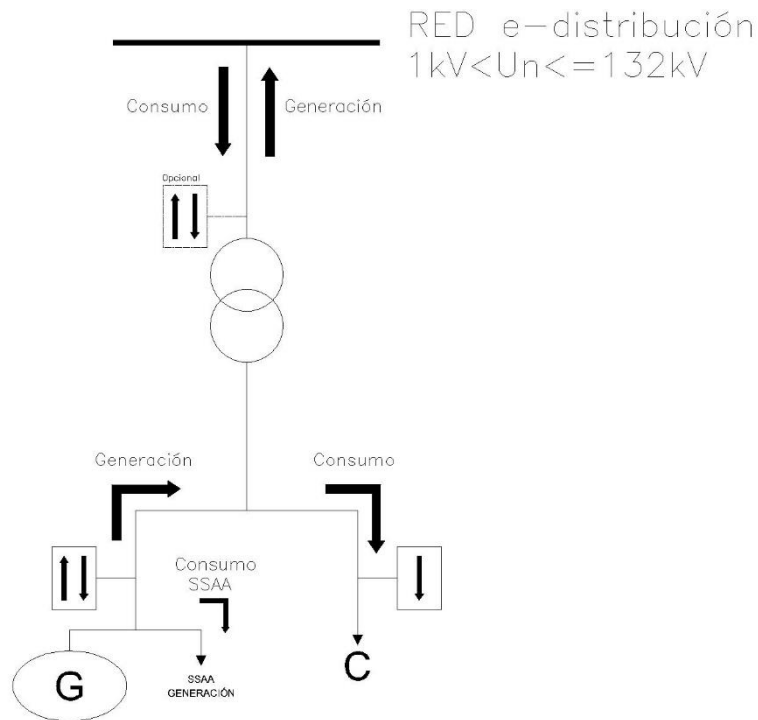 RED e-distribución
1kV<Un<=132kV
Consumo
Generación
Opcional
Generación
Consumo
Consumo
SSAA
G
SSAA
GENERACIÓN
C